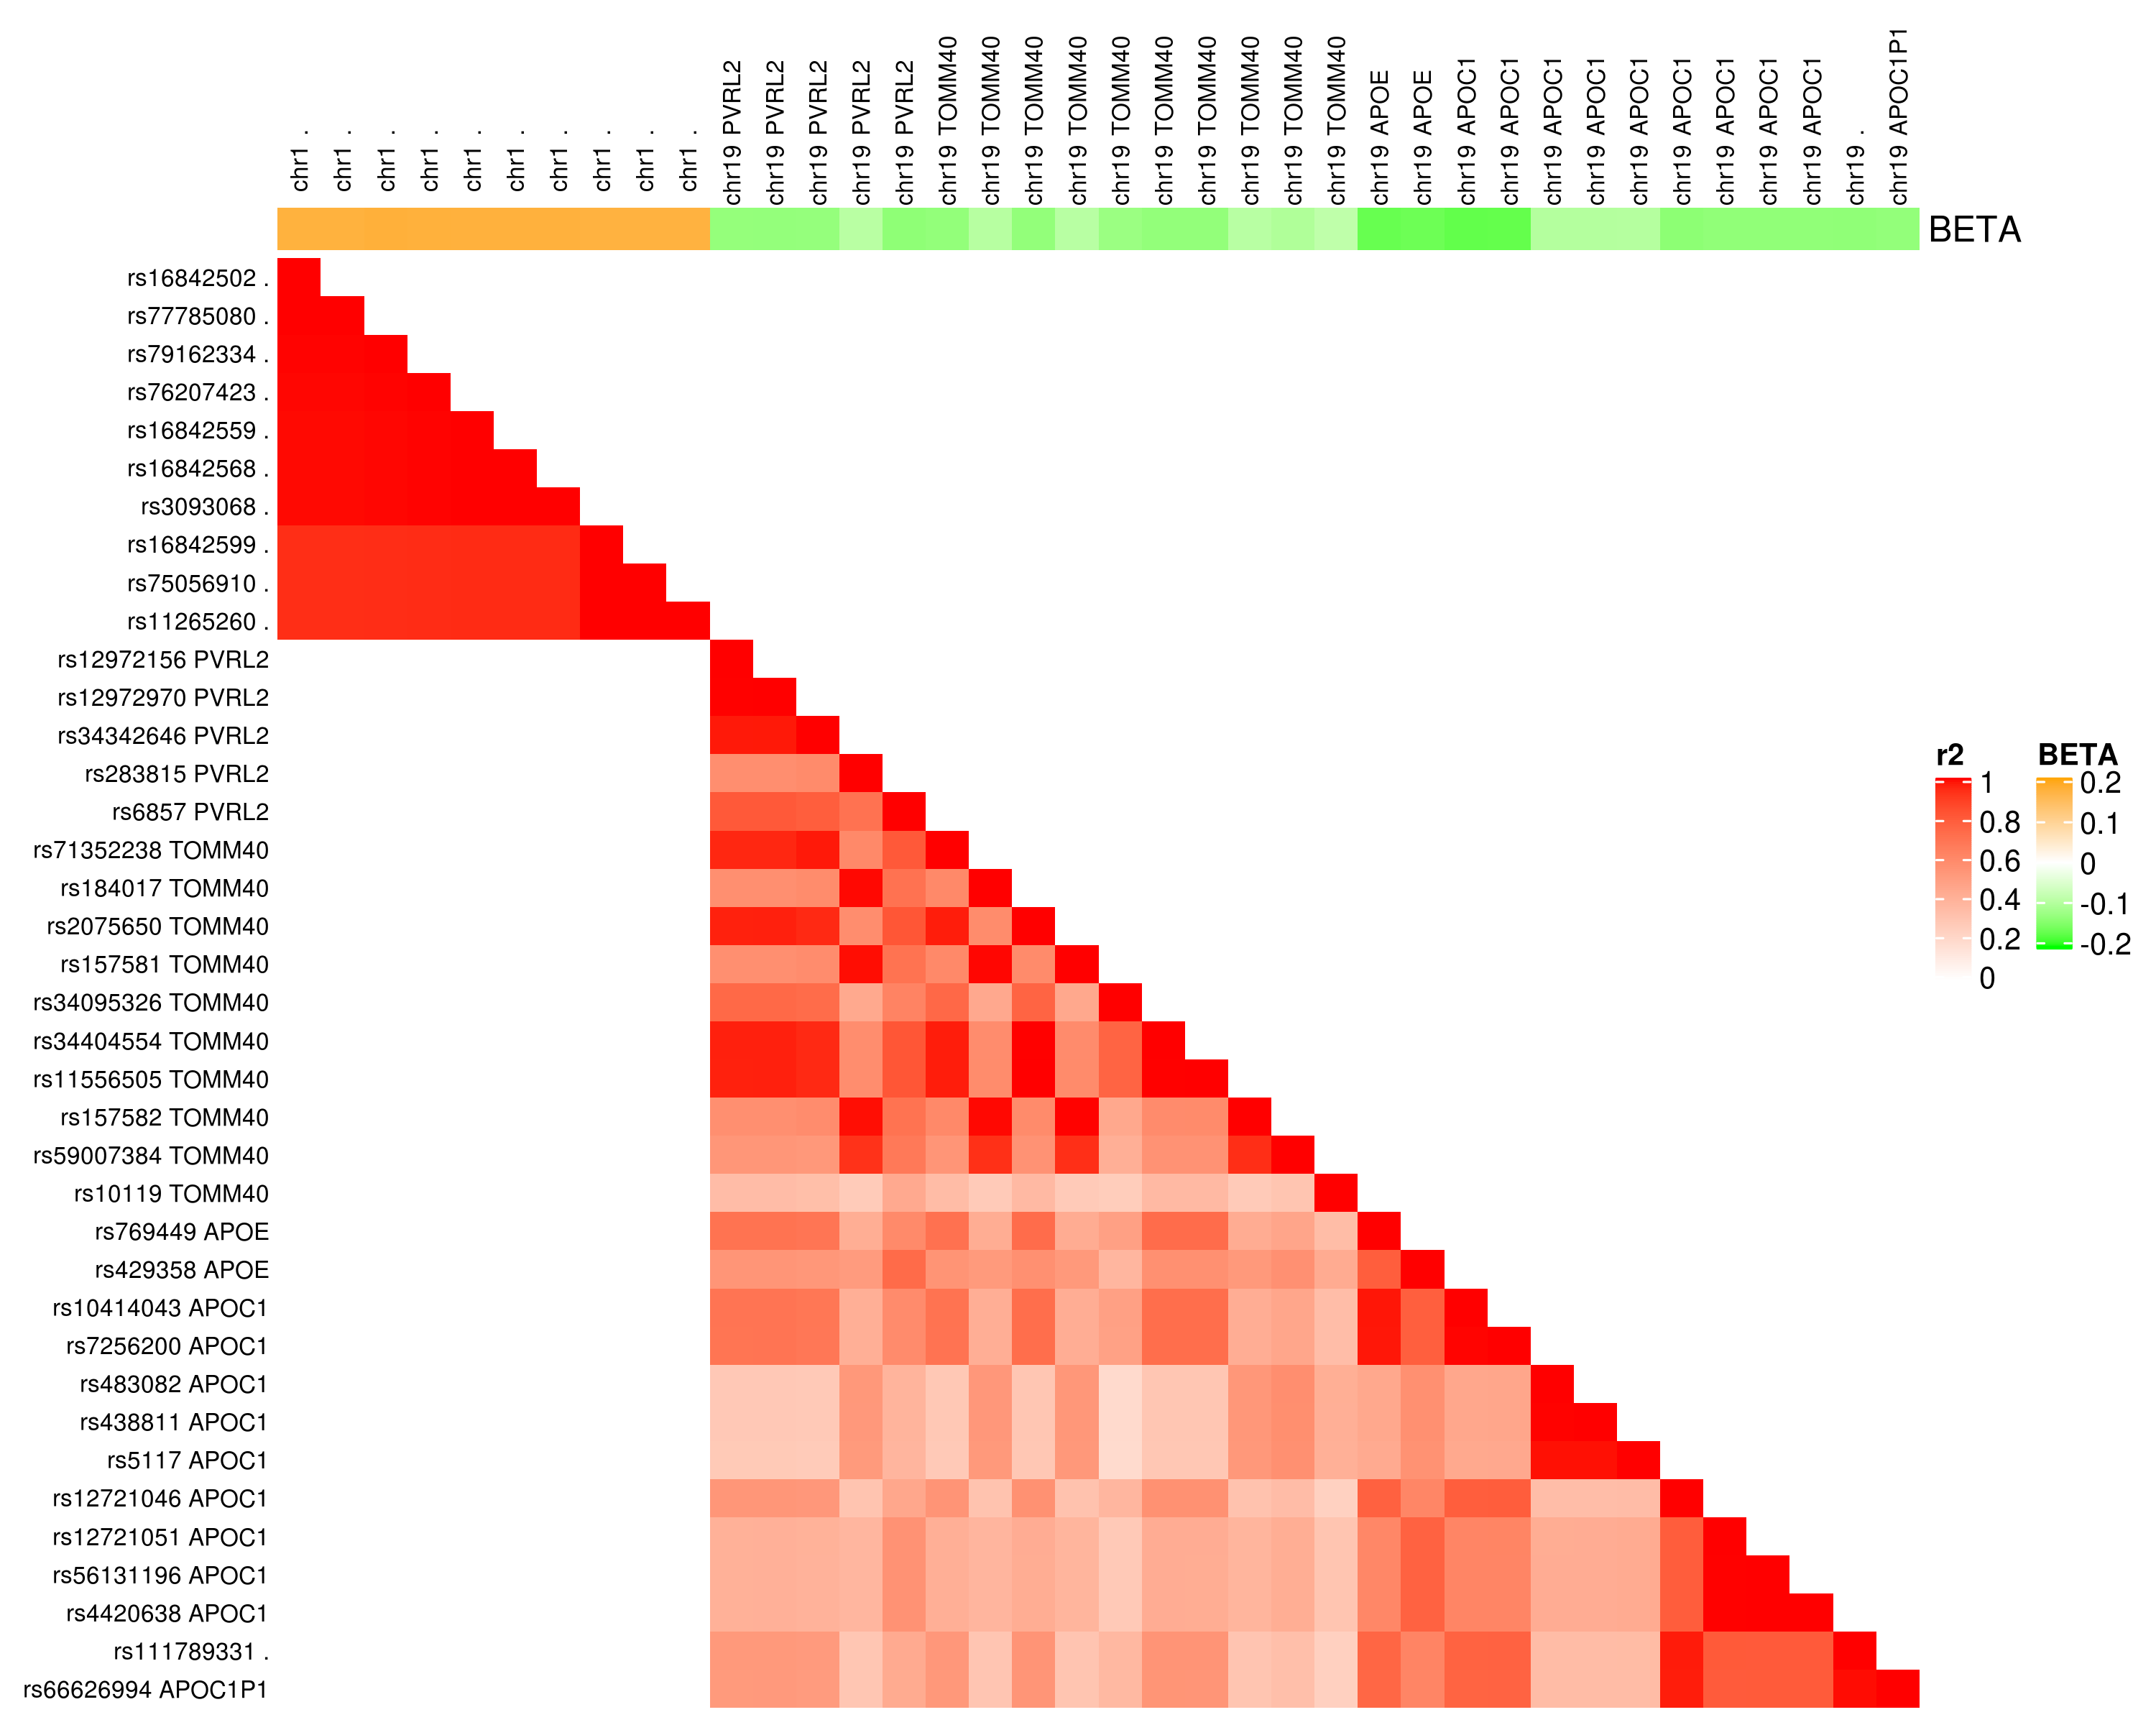 chr1 .
chr1 .
chr1 .
chr1 .
chr1 .
chr1 .
chr1 .
chr1 .
chr1 .
chr1 .
chr19 PVRL2
chr19 PVRL2
chr19 PVRL2
chr19 PVRL2
chr19 PVRL2
chr19 TOMM40
chr19 TOMM40
chr19 TOMM40
chr19 TOMM40
chr19 TOMM40
chr19 TOMM40
chr19 TOMM40
chr19 TOMM40
chr19 TOMM40
chr19 TOMM40
chr19 APOE
chr19 APOE
chr19 APOC1
chr19 APOC1
chr19 APOC1
chr19 APOC1
chr19 APOC1
chr19 APOC1
chr19 APOC1
chr19 APOC1
chr19 APOC1
chr19 .
chr19 APOC1P1
BETA
rs16842502 .
rs77785080 .
rs79162334 .
rs76207423 .
rs16842559 .
rs16842568 .
rs3093068 .
rs16842599 .
rs75056910 .
rs11265260 .
rs12972156 PVRL2
rs12972970 PVRL2
rs34342646 PVRL2
rs283815 PVRL2
rs6857 PVRL2
rs71352238 TOMM40
rs184017 TOMM40
rs2075650 TOMM40
rs157581 TOMM40
rs34095326 TOMM40
rs34404554 TOMM40
rs11556505 TOMM40
rs157582 TOMM40
rs59007384 TOMM40
rs10119 TOMM40
rs769449 APOE
rs429358 APOE
rs10414043 APOC1
rs7256200 APOC1
rs483082 APOC1
rs438811 APOC1
rs5117 APOC1
rs12721046 APOC1
rs12721051 APOC1
rs56131196 APOC1
rs4420638 APOC1
rs111789331 .
rs66626994 APOC1P1
r2
1
0.8
0.6
0.4
0.2
0
BETA
0.2
0.1
0
-0.1
-0.2